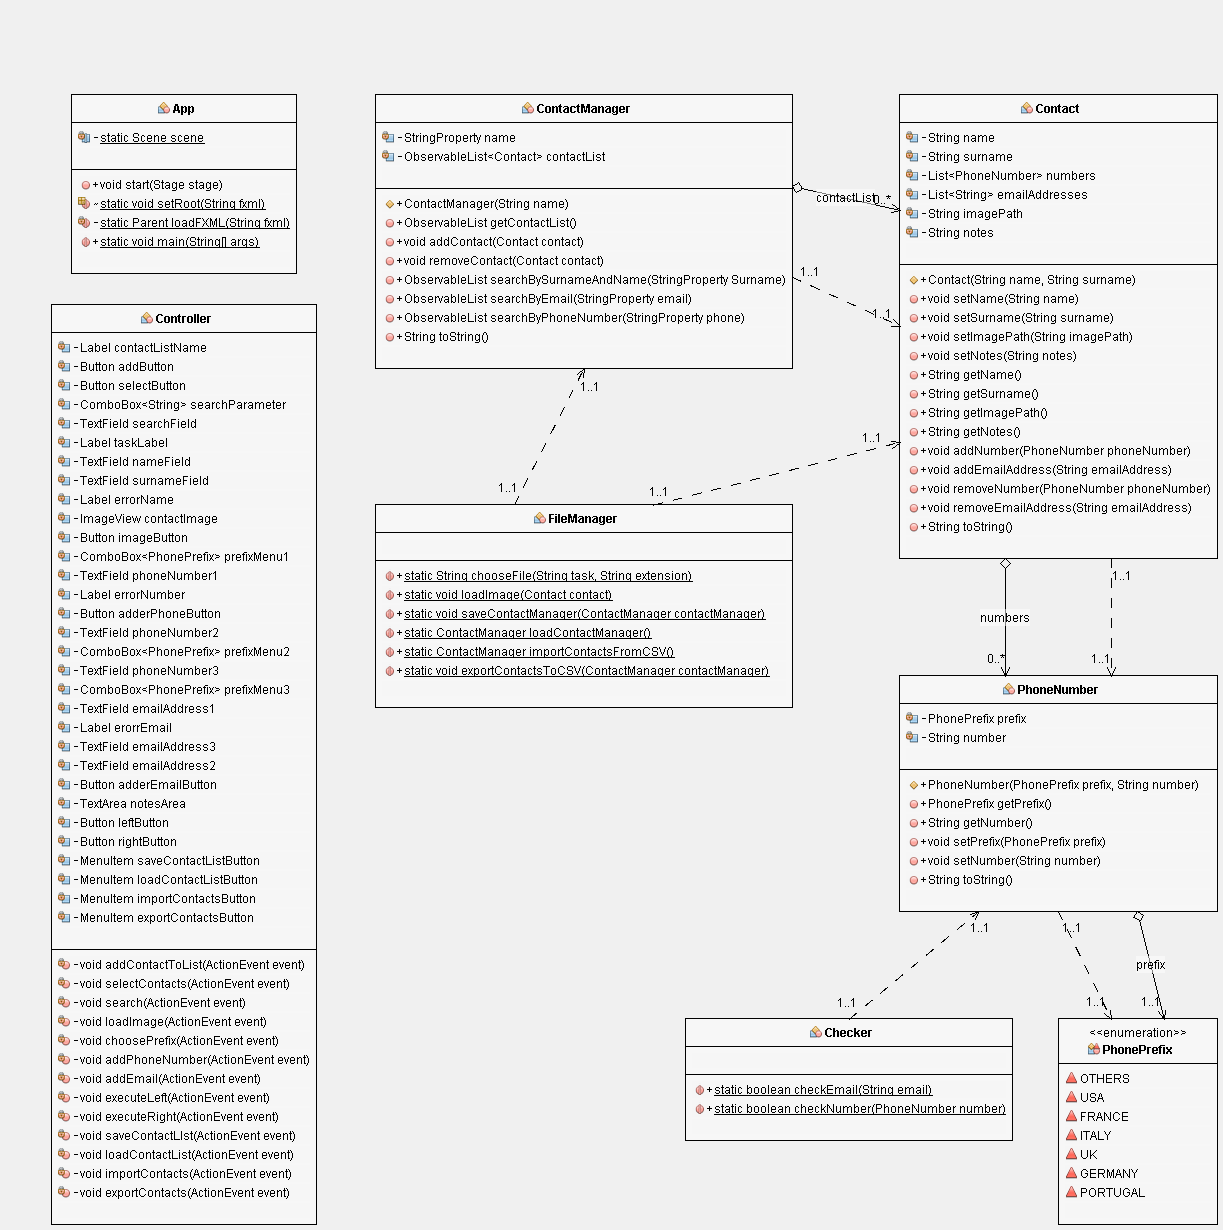 App
- static Scene scene
+ void start(Stage stage)
~ static void setRoot(String fxml)
- static Parent loadFXML(String fxml)
+ static void main(String[] args)
Controller
- Label contactListName
- Button addButton
- Button selectButton
- ComboBox<String> searchParameter
- TextField searchField
- Label taskLabel
- TextField nameField
- TextField surnameField
- Label errorName
- ImageView contactImage
- Button imageButton
- ComboBox<PhonePrefix> prefixMenu1
- TextField phoneNumber1
- Label errorNumber
- Button adderPhoneButton
- TextField phoneNumber2
- ComboBox<PhonePrefix> prefixMenu2
- TextField phoneNumber3
- ComboBox<PhonePrefix> prefixMenu3
- TextField emailAddress1
- Label erorrEmail
- TextField emailAddress3
- TextField emailAddress2
- Button adderEmailButton
- TextArea notesArea
- Button leftButton
- Button rightButton
- MenuItem saveContactListButton
- MenuItem loadContactListButton
- MenuItem importContactsButton
- MenuItem exportContactsButton
- void addContactToList(ActionEvent event)
- void selectContacts(ActionEvent event)
- void search(ActionEvent event)
- void loadImage(ActionEvent event)
- void choosePrefix(ActionEvent event)
- void addPhoneNumber(ActionEvent event)
- void addEmail(ActionEvent event)
- void executeLeft(ActionEvent event)
- void executeRight(ActionEvent event)
- void saveContactLIst(ActionEvent event)
- void loadContactList(ActionEvent event)
- void importContacts(ActionEvent event)
- void exportContacts(ActionEvent event)
ContactManager
- StringProperty name
- ObservableList<Contact> contactList
+ ContactManager(String name)
+ ObservableList getContactList()
+ void addContact(Contact contact)
+ void removeContact(Contact contact)
+ ObservableList searchBySurnameAndName(StringProperty Surname)
+ ObservableList searchByEmail(StringProperty email)
+ ObservableList searchByPhoneNumber(StringProperty phone)
+ String toString()
contactList 0..*
1..1
1..1
1..1
1..1
1..1
1..1
FileManager
+ static String chooseFile(String task, String extension)
+ static void loadImage(Contact contact)
+ static void saveContactManager(ContactManager contactManager)
+ static ContactManager loadContactManager()
+ static ContactManager importContactsFromCSV()
+ static void exportContactsToCSV(ContactManager contactManager)
Contact
- String name
- String surname
- List<PhoneNumber> numbers
- List<String> emailAddresses
- String imagePath
- String notes
+ Contact(String name, String surname)
+ void setName(String name)
+ void setSurname(String surname)
+ void setImagePath(String imagePath)
+ void setNotes(String notes)
+ String getName()
+ String getSurname()
+ String getImagePath()
+ String getNotes()
+ void addNumber(PhoneNumber phoneNumber)
+ void addEmailAddress(String emailAddress)
+ void removeNumber(PhoneNumber phoneNumber)
+ void removeEmailAddress(String emailAddress)
+ String toString()
1..1
numbers
0..*
1..1
PhoneNumber
- PhonePrefix prefix
- String number
+ PhoneNumber(PhonePrefix prefix, String number)
+ PhonePrefix getPrefix()
+ String getNumber()
+ void setPrefix(PhonePrefix prefix)
+ void setNumber(String number)
+ String toString()
1..1
1..1
prefix
1..1
1..1
1..1
Checker
+ static boolean checkEmail(String email)
+ static boolean checkNumber(PhoneNumber number)
<<enumeration>>
PhonePrefix
OTHERS
USA
FRANCE
ITALY
UK
GERMANY
PORTUGAL